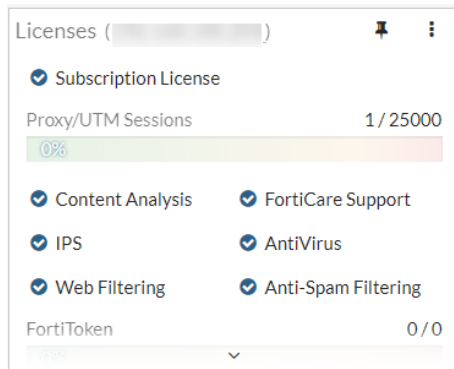 Licenses ( )
Subscription License
Proxy/UTM Sessions 1 / 25000
0%
Content Analysis FortiCare Support
IPS AntiVirus
Web Filtering Anti-Spam Filtering
FortiToken 0 / 0
0%